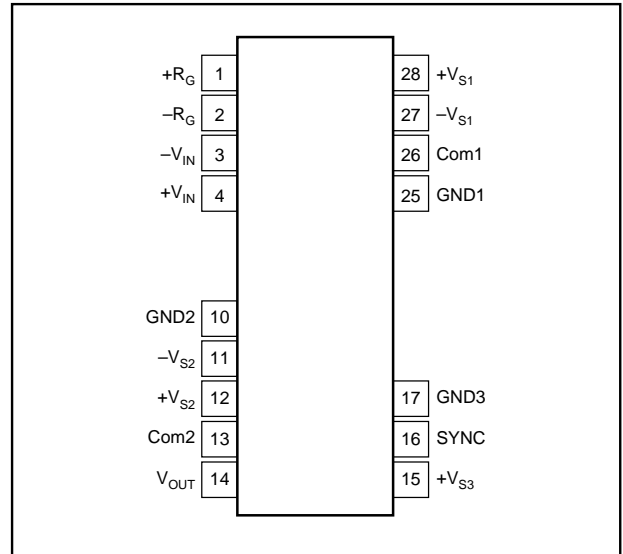 +RG 1 28 +VS1
–RG 2 27 –VS1
–VIN 3 26 Com1
+VIN 4 25 GND1
GND2 10
–VS2 11
+VS2 12 17 GND3
Com2 13 16 SYNC
VOUT 14 15 +VS3